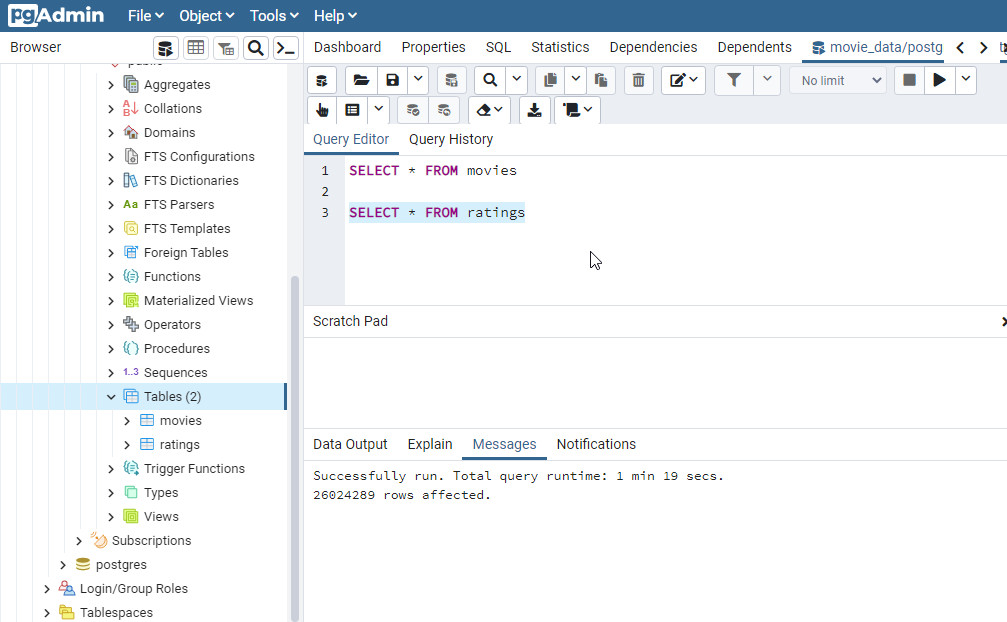 pgAdmin File Object Tools Help
Browser
Dashboard Properties SQL Statistics Dependencies Dependents movie_data/postg
No limit
Query Editor Query History
1 SELECT * FROM movies
2
3 SELECT * FROM ratings
Scratch Pad
Data Output Explain Messages Notifications
Successfully run. Total query runtime: 1 min 19 secs.
26024289 rows affected.
Aggregates
Collations
Domains
FTS Configurations
FTS Dictionaries
Aa FTS Parsers
FTS Templates
Foreign Tables
Functions
Materialized Views
Operators
Procedures
1..3 Sequences
Tables (2)
movies
ratings
Trigger Functions
Types
Views
Subscriptions
postgres
Login/Group Roles
Tablespaces